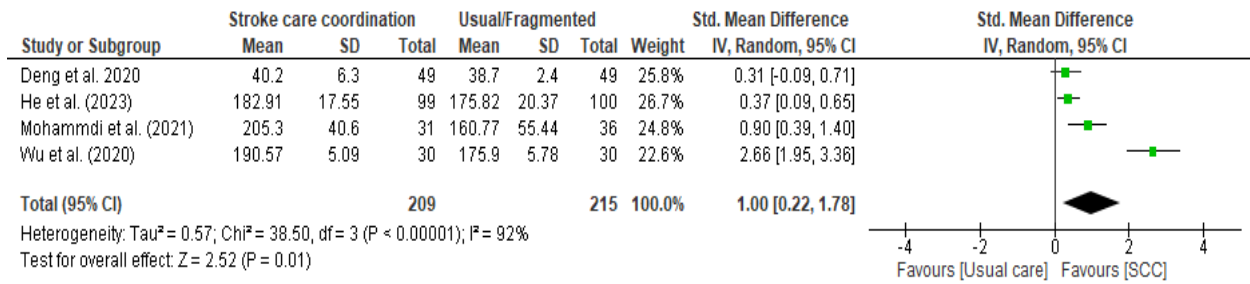 Stroke care coordination Usual/Fragmented Std. Mean Difference Std. Mean Difference
Study or Subgroup Mean SD Total Mean SD Total Weight IV, Random, 95% CI IV, Random, 95% CI
Deng et al. 2020 40.2 6.3 49 38.7 2.4 49 25.8% 0.31 [-0.09, 0.71]
He et al. (2023) 182.91 17.55 99 175.82 20.37 100 26.7% 0.37 [0.09, 0.65]
Mohammdi et al. (2021) 205.3 40.6 31 160.77 55.44 36 24.8% 0.90 [0.39, 1.40]
Wu et al. (2020) 190.57 5.09 30 175.9 5.78 30 22.6% 2.66 [1.95, 3.36]
Total (95% CI) 209 215 100.0% 1.00 [0.22, 1.78]
Heterogeneity: Tau² = 0.57; Chi² = 38.50, df = 3 (P < 0.00001); I² = 92%
Test for overall effect: Z = 2.52 (P = 0.01)
-4 -2 0 2 4
Favours [Usual care] Favours [SCC]